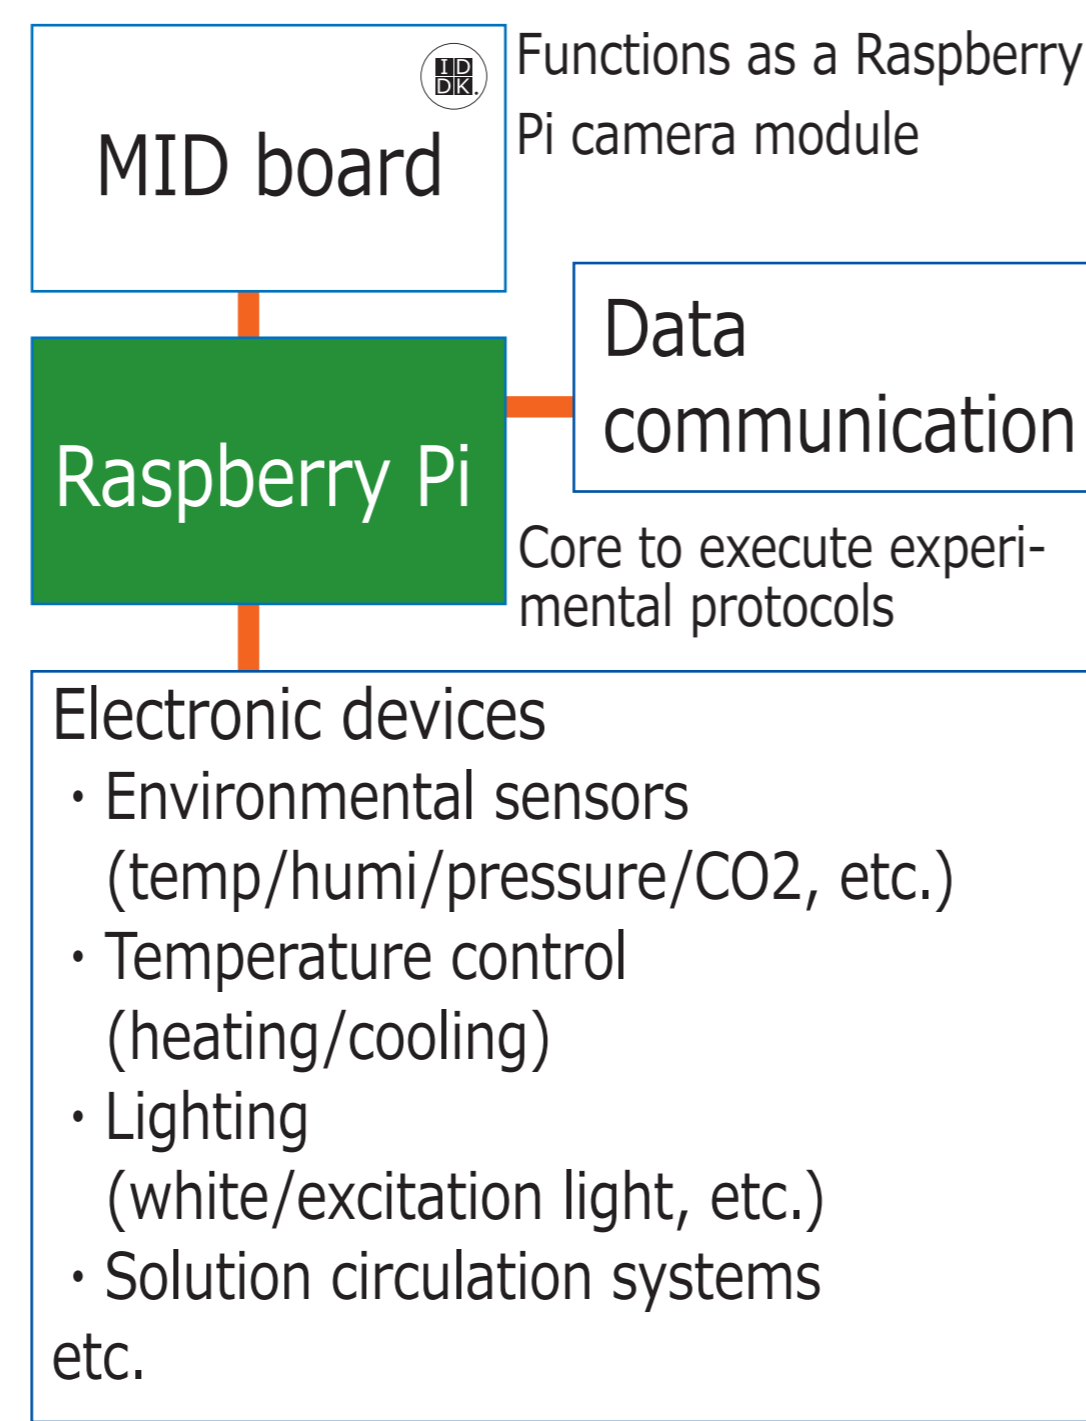 ID
DK.
MID board
Functions as a Raspberry
Pi camera module
Data
communication
Raspberry Pi
Core to execute experi-
mental protocols
Electronic devices
・Environmental sensors
(temp/humi/pressure/CO2, etc.)
・Temperature control
(heating/cooling)
・Lighting
(white/excitation light, etc.)
・Solution circulation systems
etc.